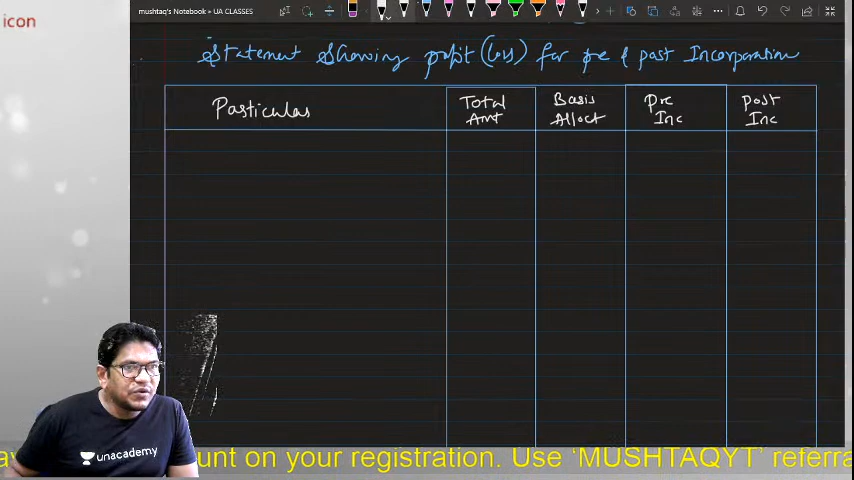 icon
mushtaq's Notebook » UA CLASSES
Statement Showing profit (loss) for pre & post Incorporation
Particulas
Total Amt
Basis Alloct
Pre Inc
post Inc
unacademy
unt on your registration. Use 'MUSHTAQYT' referra